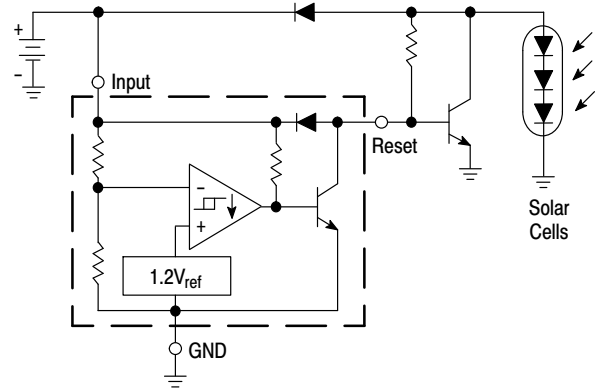 +
-
Input
Reset
Solar
Cells
-
+
1.2Vref
GND